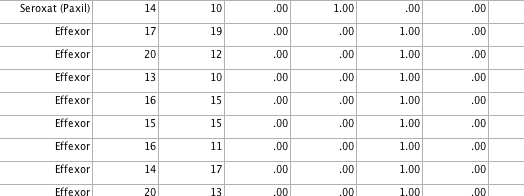 Seroxat (Paxil) 14 10 .00 1.00 .00 .00
Effexor 17 19 .00 .00 1.00 .00
Effexor 20 12 .00 .00 1.00 .00
Effexor 13 10 .00 .00 1.00 .00
Effexor 16 15 .00 .00 1.00 .00
Effexor 15 15 .00 .00 1.00 .00
Effexor 16 11 .00 .00 1.00 .00
Effexor 14 17 .00 .00 1.00 .00
Effexor 20 13 .00 .00 1.00 .00